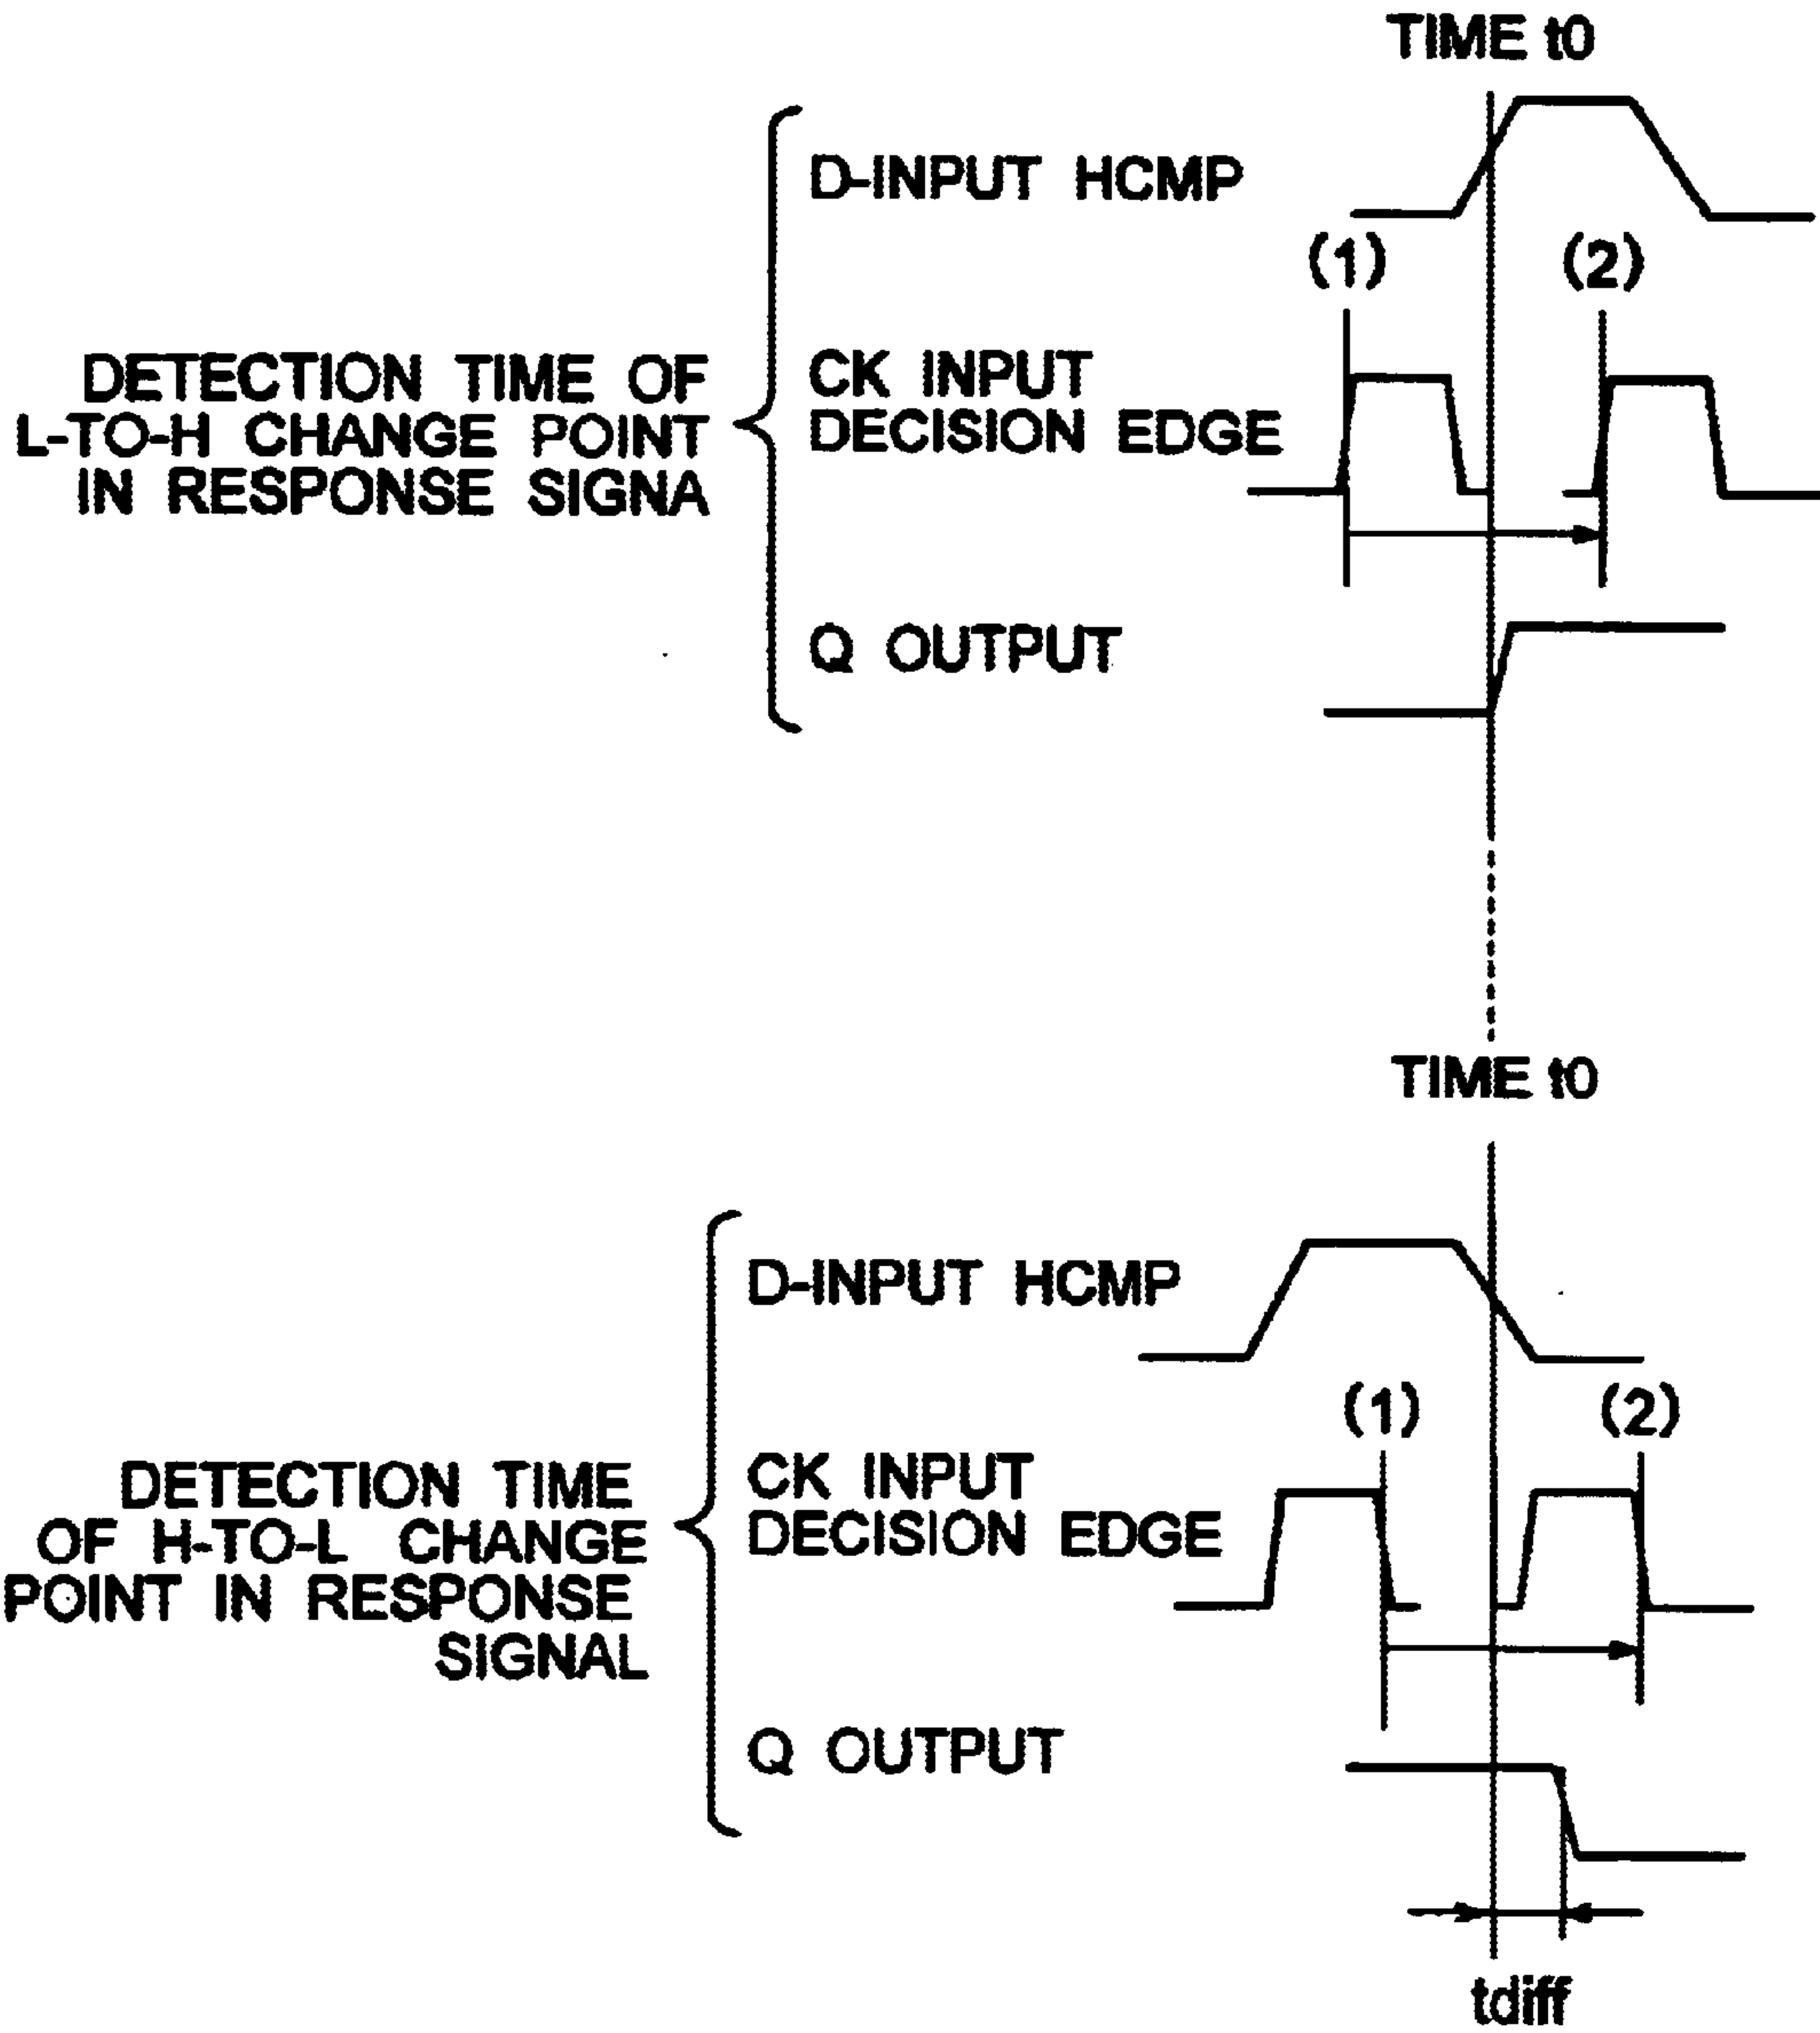 TIME t0
D-INPUT HCMP
(1)
(2)
DETECTION TIME OF
L-TO-H CHANGE POINT
IN RESPONSE SIGNA
CK INPUT
DECISION EDGE
Q OUTPUT
TIME t0
D-INPUT HCMP
(1)
(2)
DETECTION TIME
OF H-TO-L CHANGE
POINT IN RESPONSE
SIGNAL
CK INPUT
DECISION EDGE
Q OUTPUT
tdiff